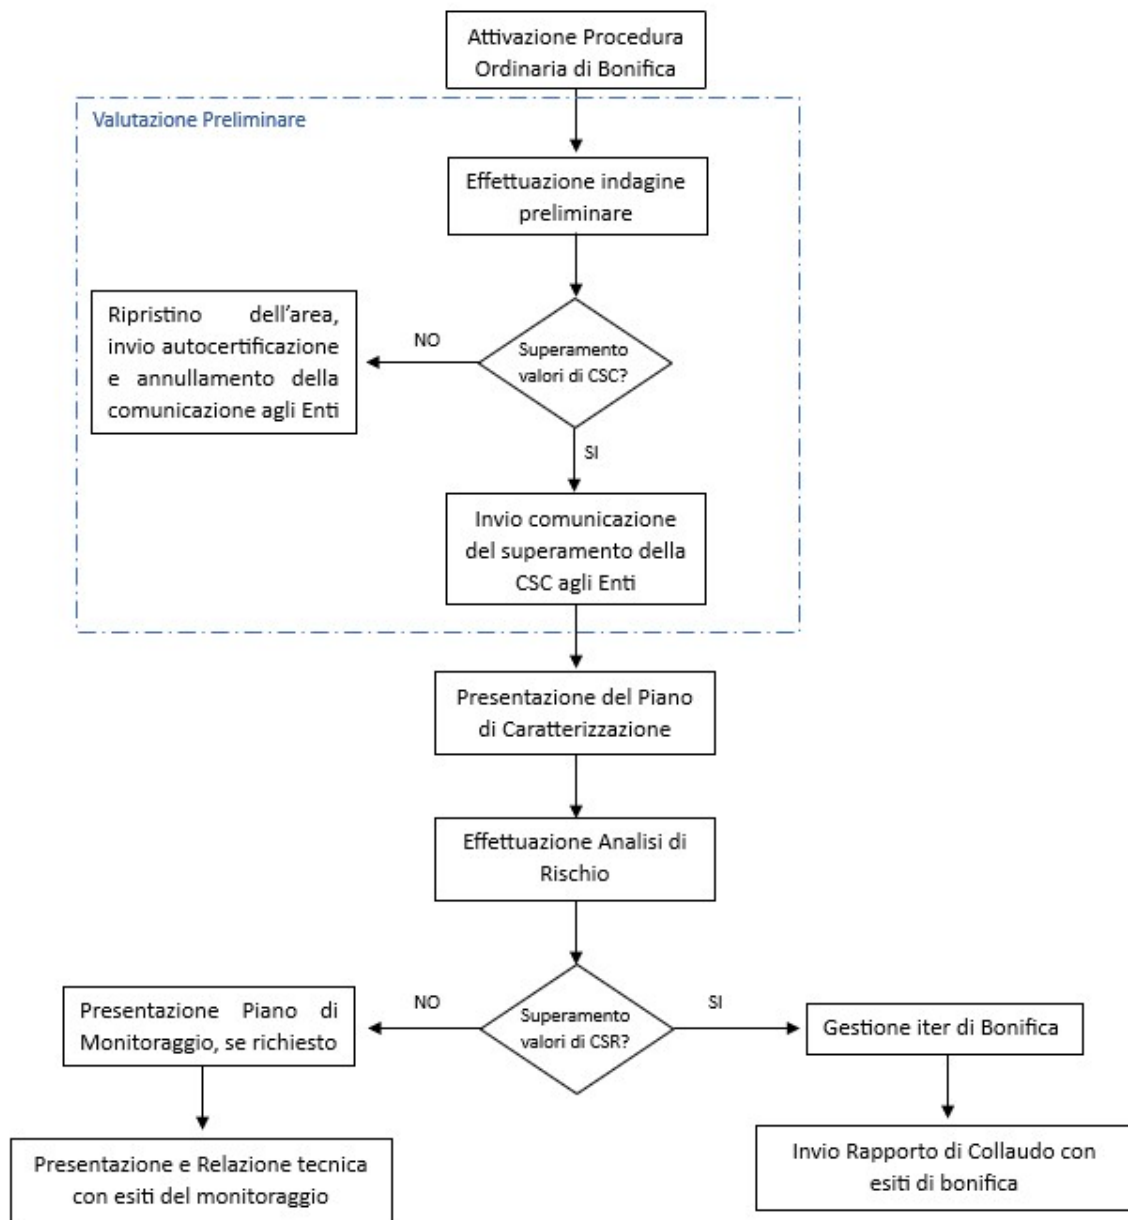 Attivazione Procedura
Ordinaria di Bonifica
Valutazione Preliminare
Effettuazione indagine
preliminare
Ripristino dell'area,
invio autocertificazione
e annullamento della
comunicazione agli Enti
NO
Superamento
valori di CSC?
SI
Invio comunicazione
del superamento della
CSC agli Enti
Presentazione del Piano
di Caratterizzazione
Effettuazione Analisi di
Rischio
Presentazione Piano di
Monitoraggio, se richiesto
NO
Superamento
valori di CSR?
SI
Gestione iter di Bonifica
Presentazione e Relazione tecnica
con esiti del monitoraggio
Invio Rapporto di Collaudo con
esiti di bonifica